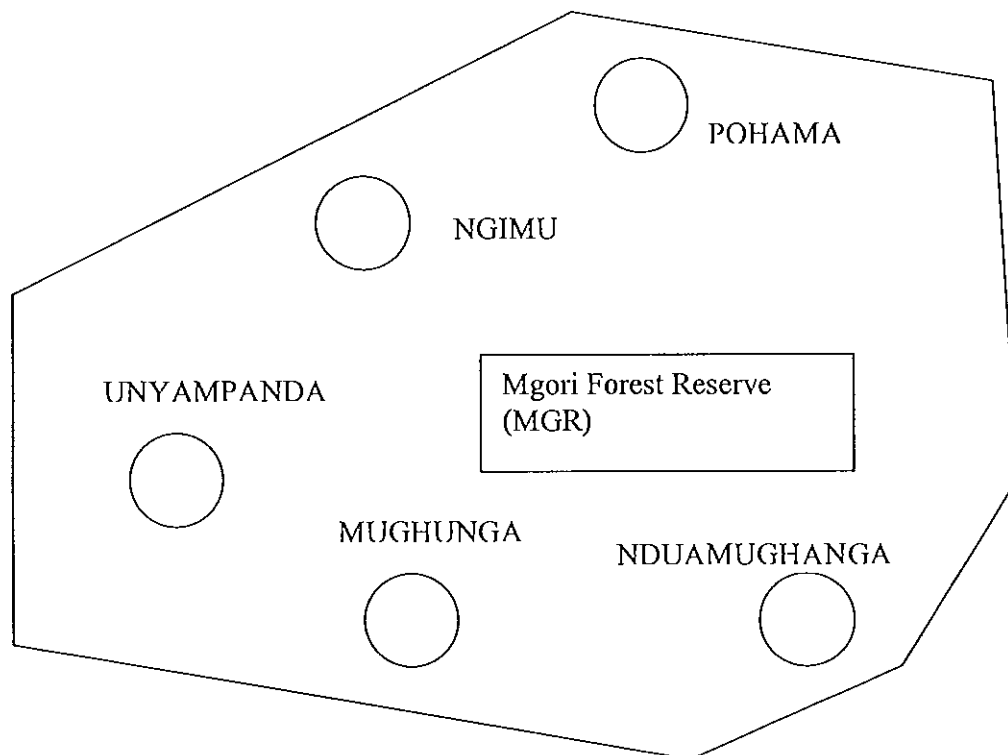 POHAMA
NGIMU
UNYAMPANDA
Mgori Forest Reserve
(MGR)
MUGHUNGA
NDUAMUGHANGA